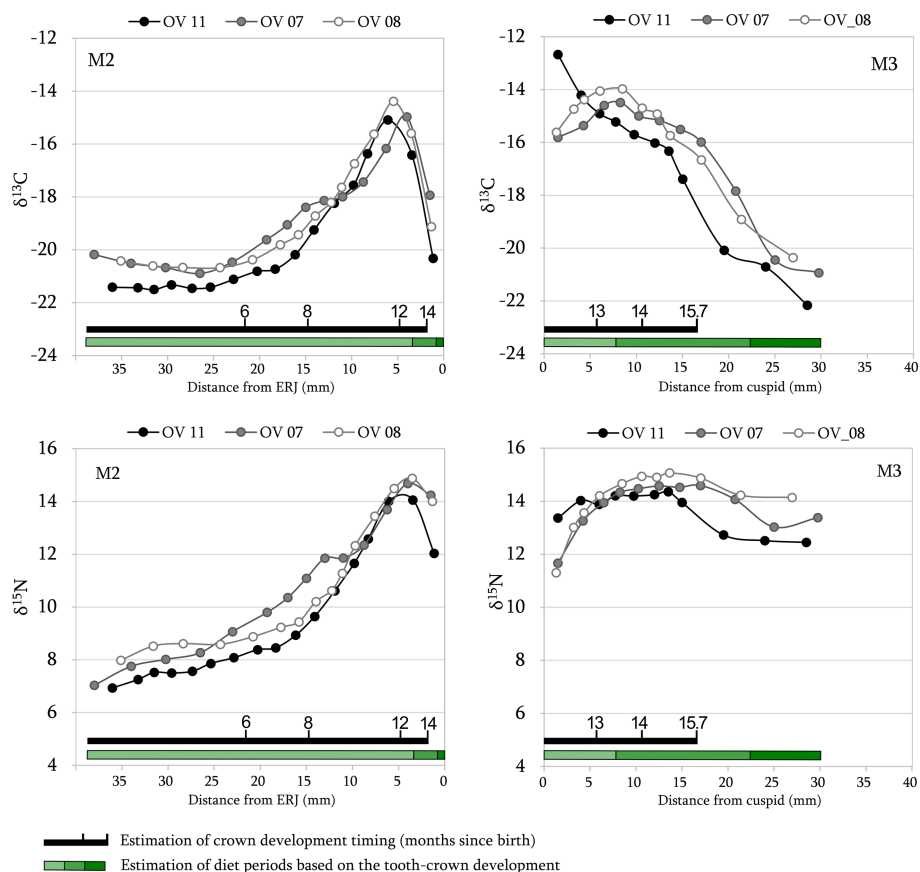 OV 11 OV 07 OV 08
-12
-14
-16
-18
-20
-22
-24
δ13C
M2
6 8 12 14
35 30 25 20 15 10 5 0
Distance from ERJ (mm)
OV 11 OV 07 OV_08
-12
-14
-16
-18
-20
-22
-24
δ13C
M3
13 14 15.7
0 5 10 15 20 25 30 35 40
Distance from cuspid (mm)
OV 11 OV 07 OV 08
16
14
12
10
8
6
4
δ15N
M2
6 8 12 14
35 30 25 20 15 10 5 0
Distance from ERJ (mm)
OV 11 OV 07 OV_08
16
14
12
10
8
6
4
δ15N
M3
13 14 15.7
0 5 10 15 20 25 30 35 40
Distance from cuspid (mm)
Estimation of crown development timing (months since birth)
Estimation of diet periods based on the tooth-crown development